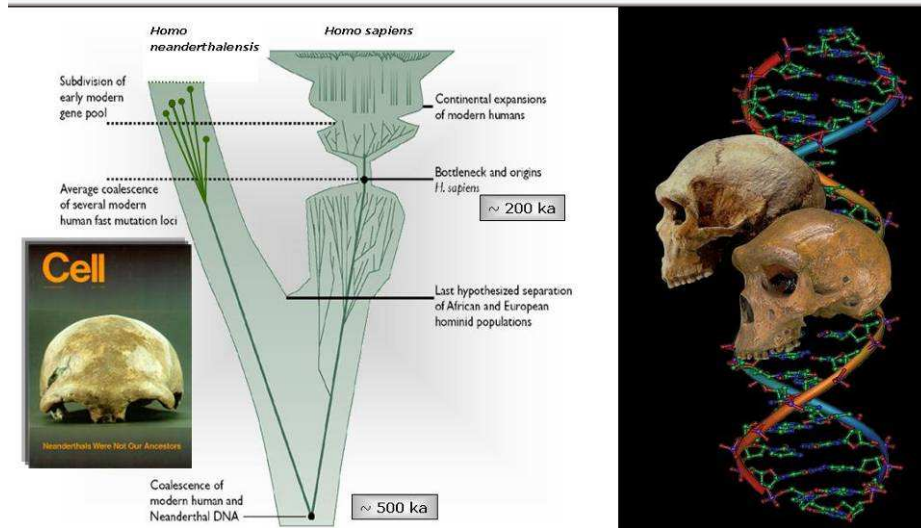 Homo
neanderthalensis
Homo sapiens
Subdivision of
early modern
gene pool
Continental expansions
of modern humans
Bottleneck and origins
H. sapiens
~ 200 ka
Average coalescence
of several modern
human fast mutation loci
Cell
Neanderthals Were Not Our Ancestors
Last hypothesized separation
of African and European
hominid populations
Coalescence of
modern human and
Neanderthal DNA
~ 500 ka